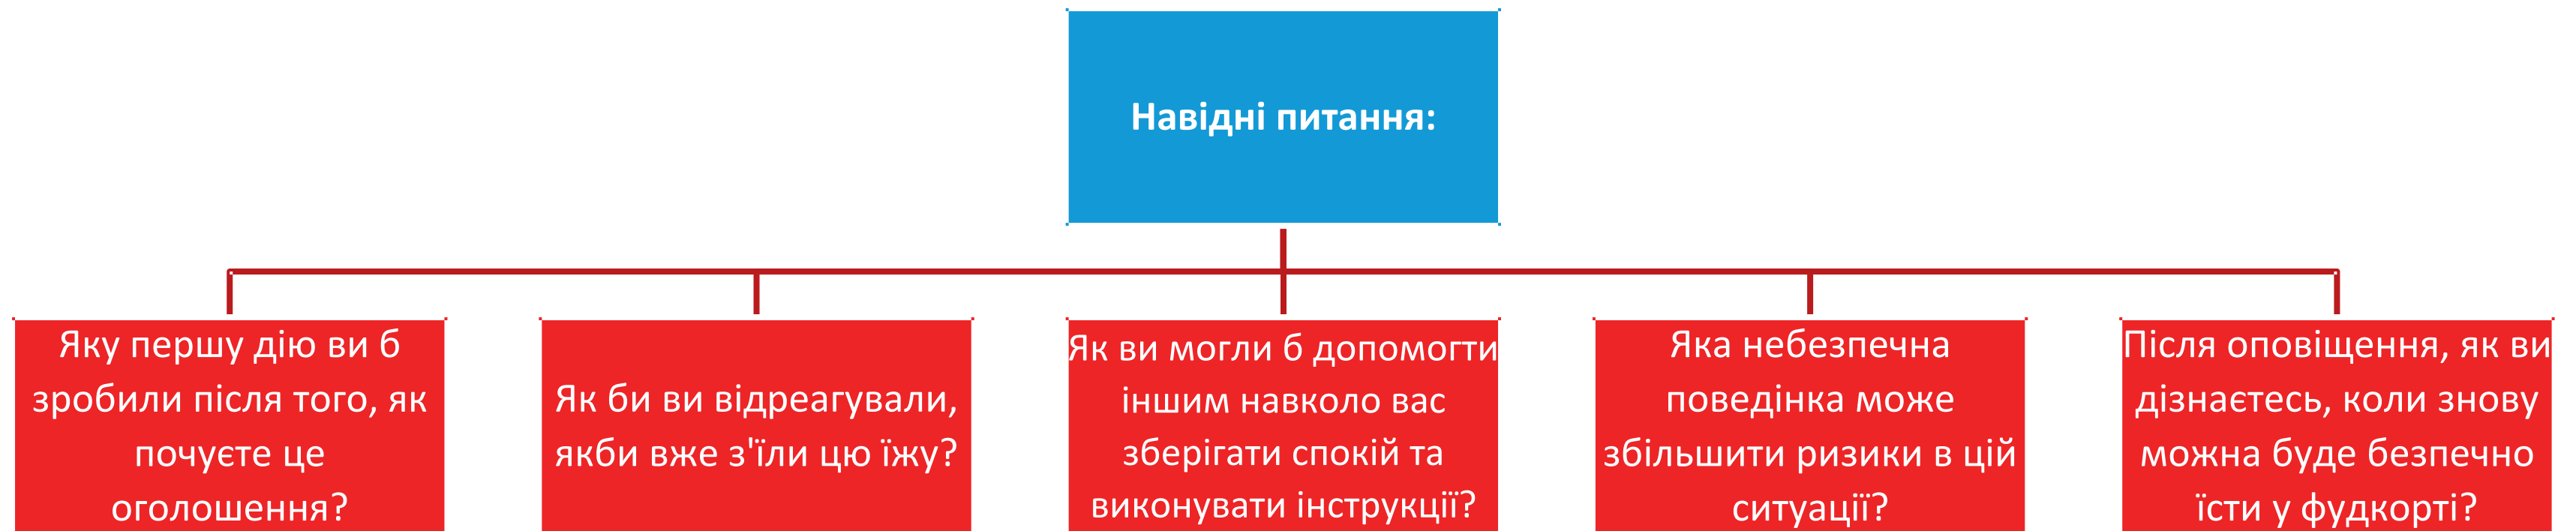 Навідні питання:
Яку першу дію ви б
зробили після того, як
почуєте це
оголошення?
Як би ви відреагували,
якби вже з'їли цю їжу?
Як ви могли б допомогти
іншим навколо вас
зберігати спокій та
виконувати інструкції?
Яка небезпечна
поведінка може
збільшити ризики в цій
ситуації?
Після оповіщення, як ви
дізнаєтесь, коли знову
можна буде безпечно
їсти у фудкорті?